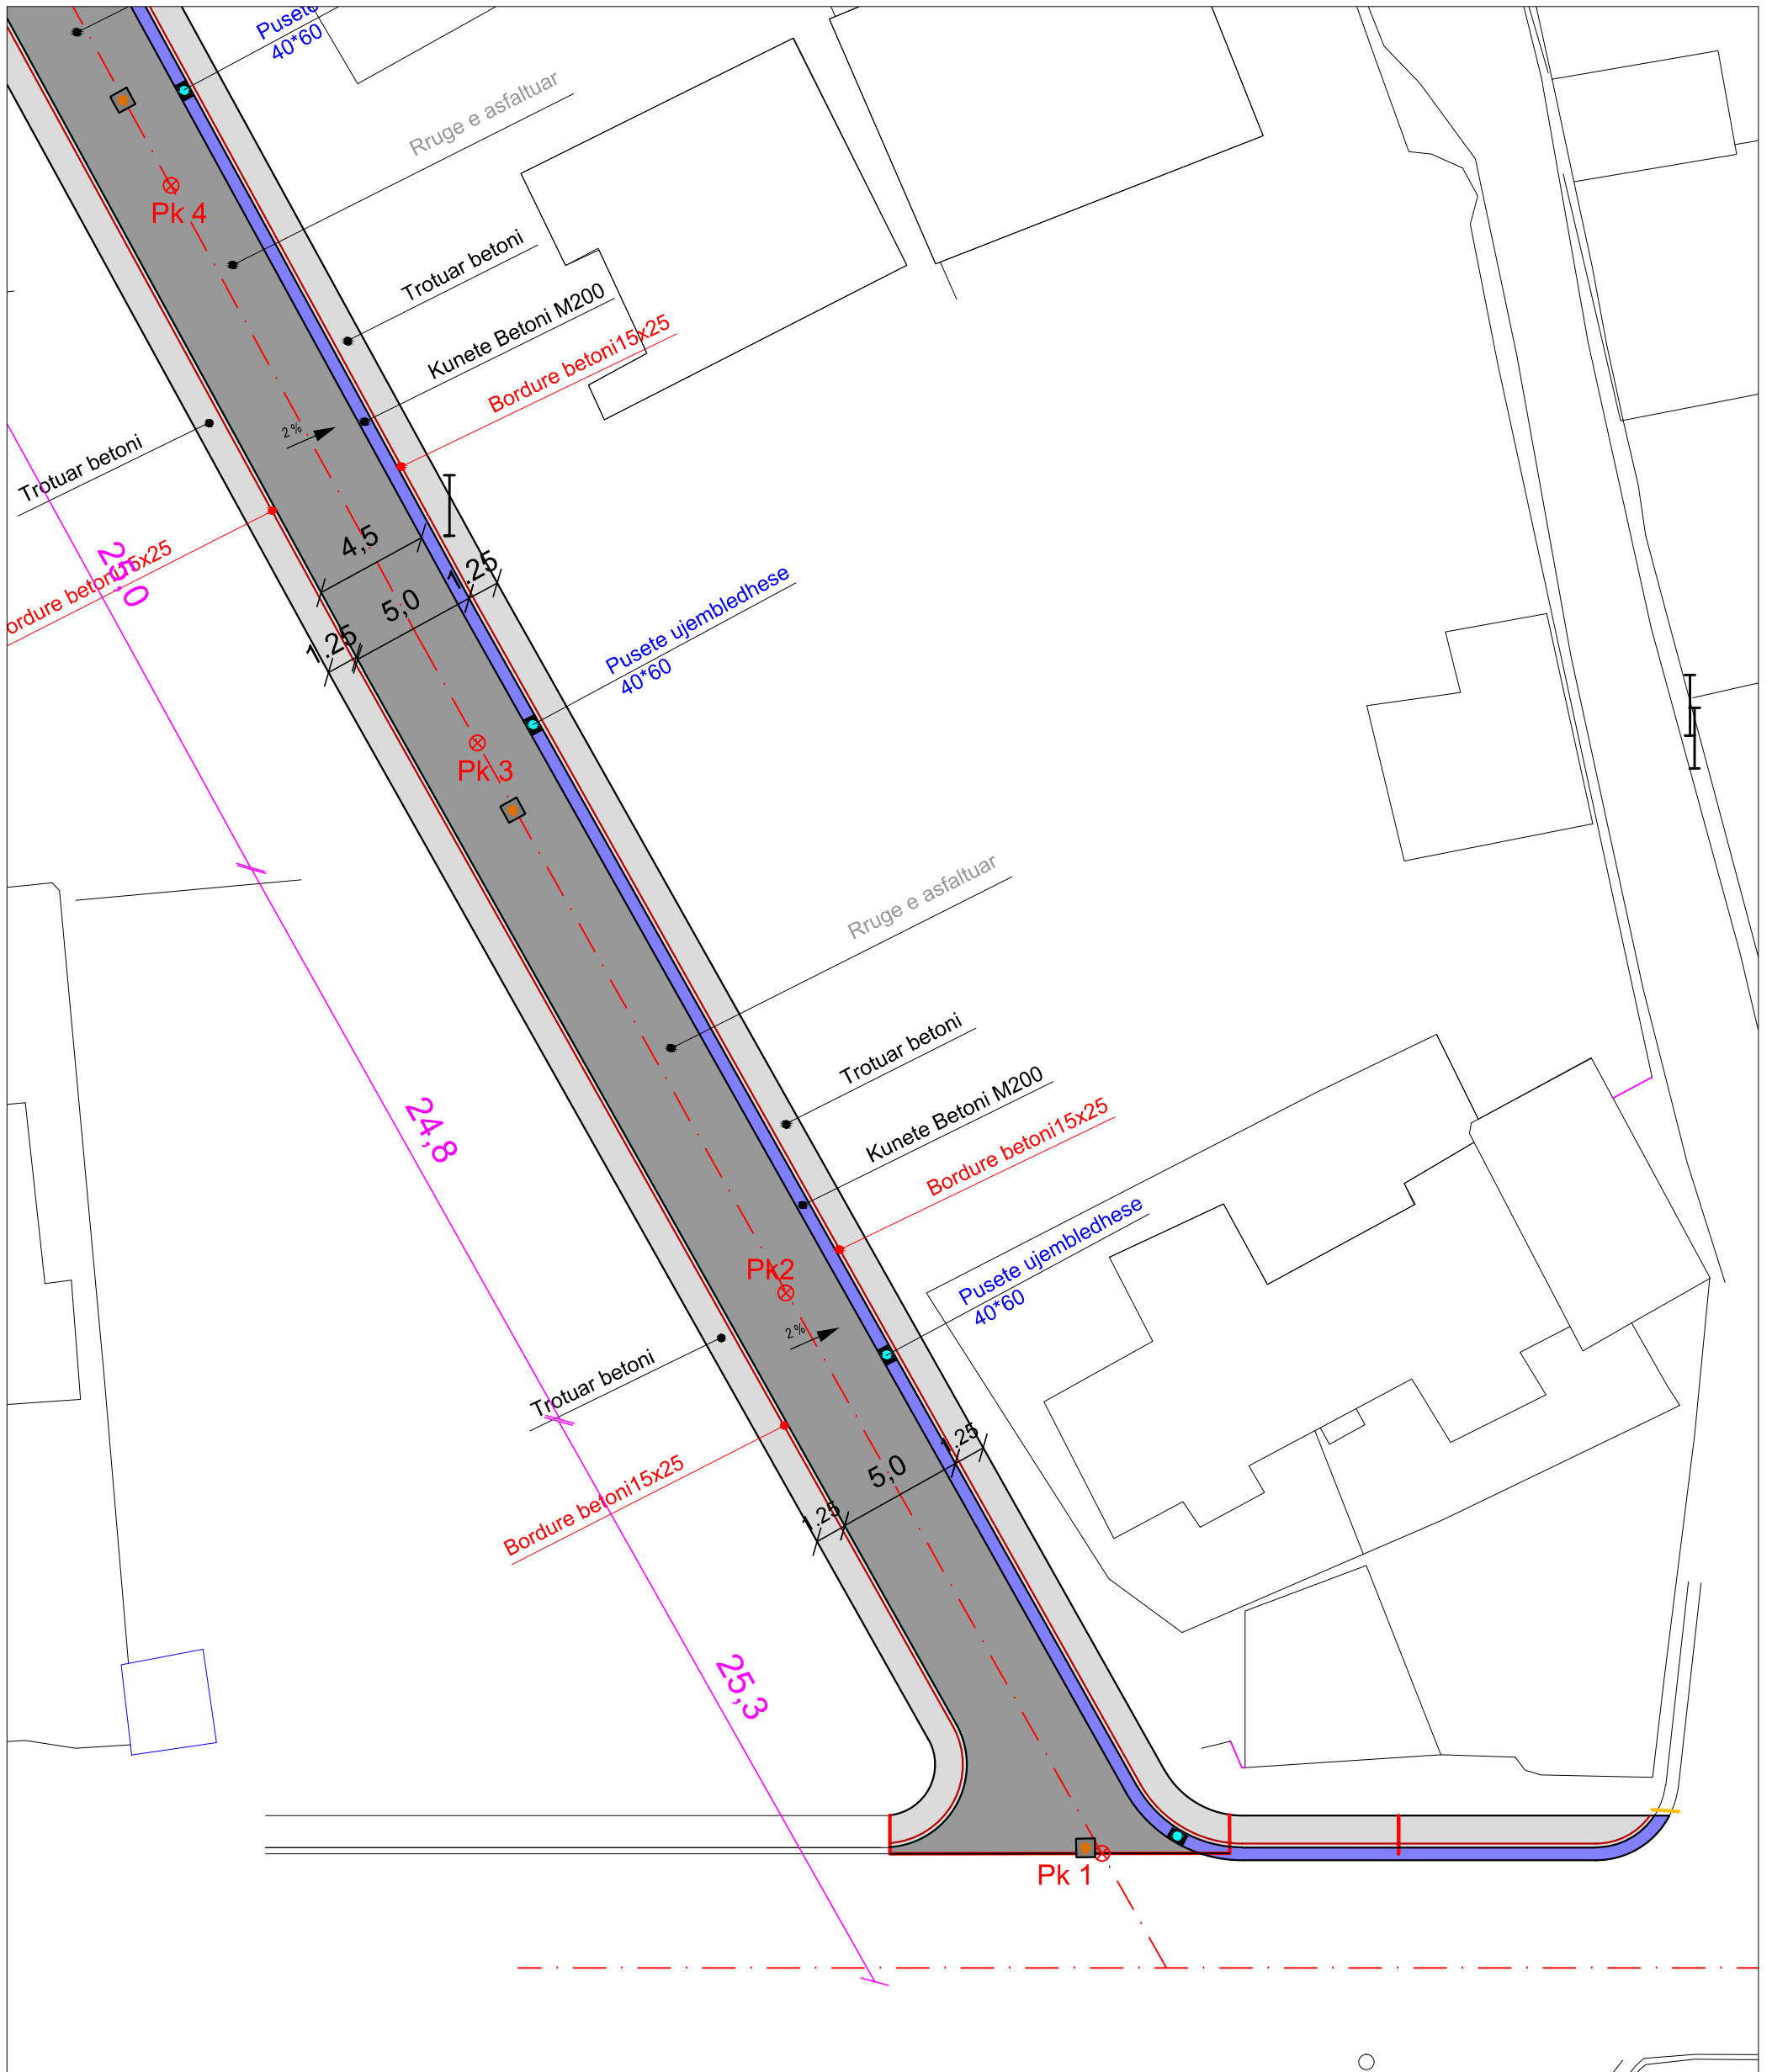 Pusete
40*60
Rruge e asfaltuar
Pk 4
Trotuar betoni
Kunete Betoni M200
Bordure betoni15x25
2%
Trotuar betoni
4,5
1.25
25,0
ordure betoni15x25
5,0
1.25
Pusete ujembledhese
40*60
Pk 3
Rruge e asfaltuar
24,8
Trotuar betoni
Kunete Betoni M200
Bordure betoni15x25
Pusete ujembledhese
40*60
Pk2
2%
Trotuar betoni
1.25
5,0
Bordure betoni15x25
1.25
25,3
Pk 1